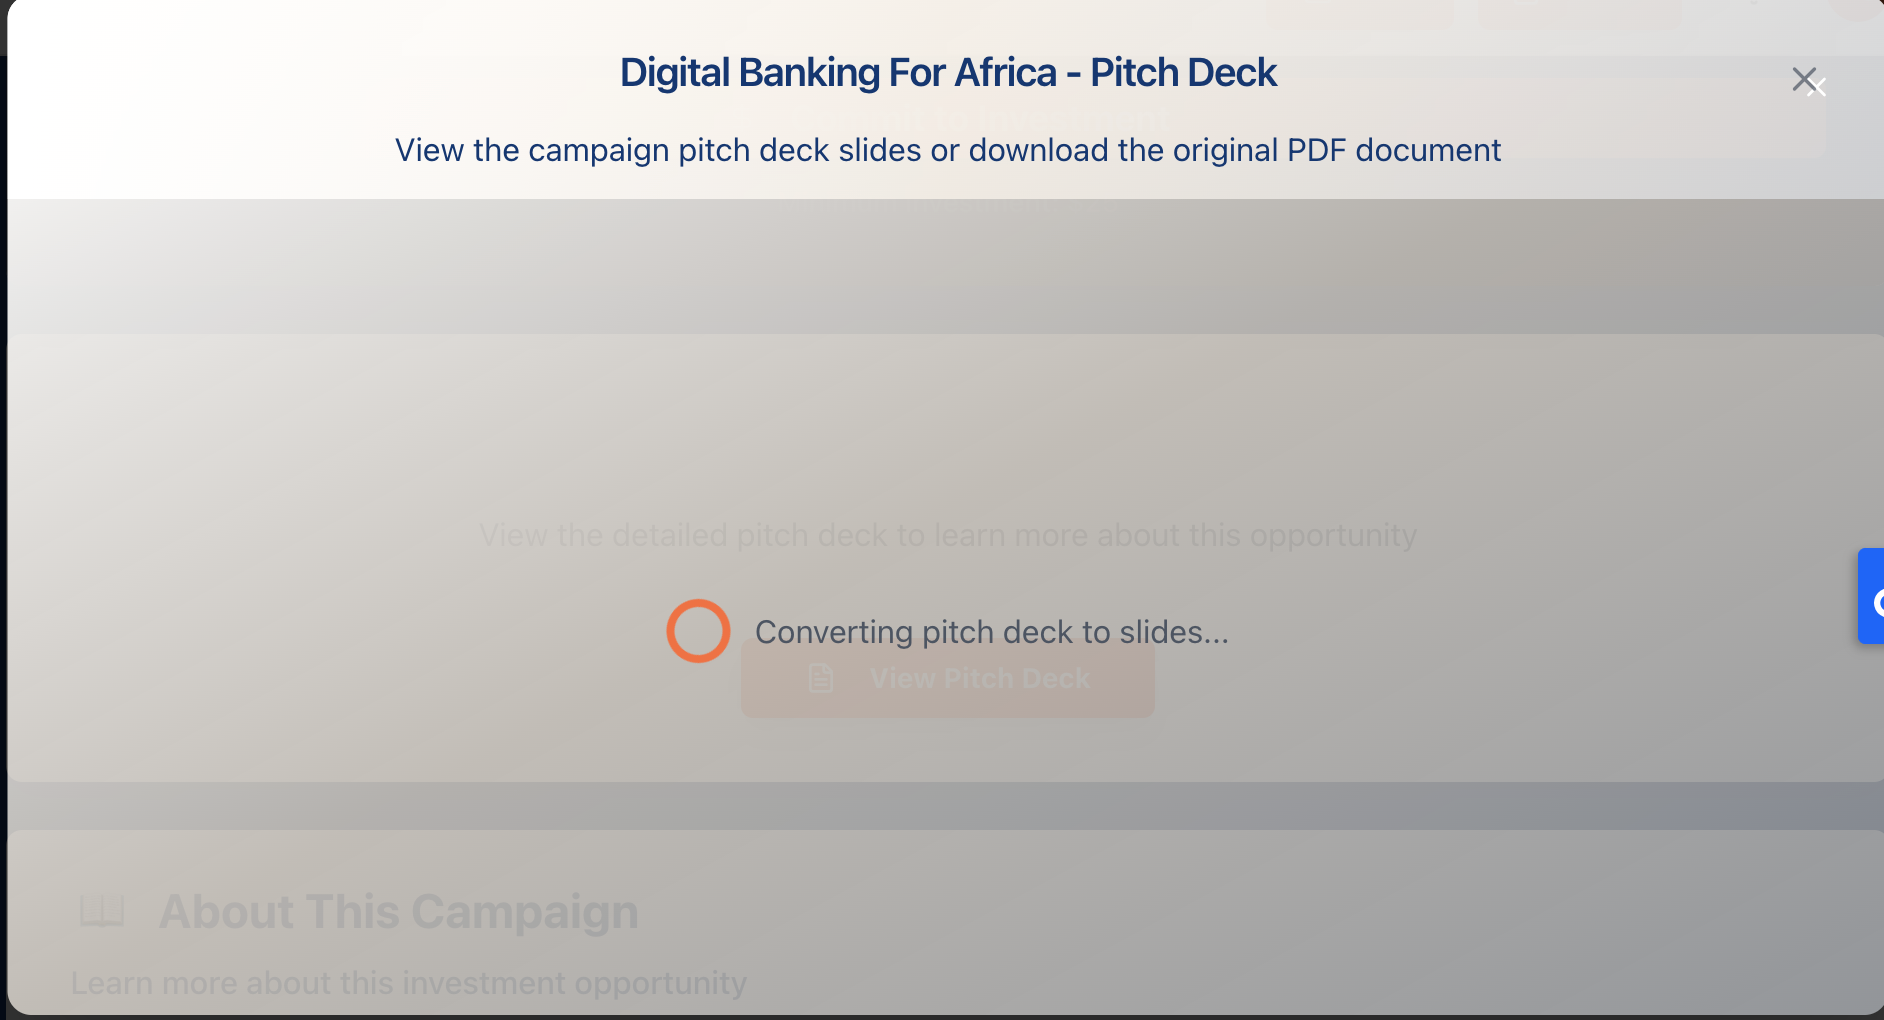 Digital Banking For Africa - Pitch Deck
View the campaign pitch deck slides or download the original PDF document
View the detailed pitch deck to learn more about this opportunity
Converting pitch deck to slides...
View Pitch Deck
About This Campaign
Learn more about this investment opportunity